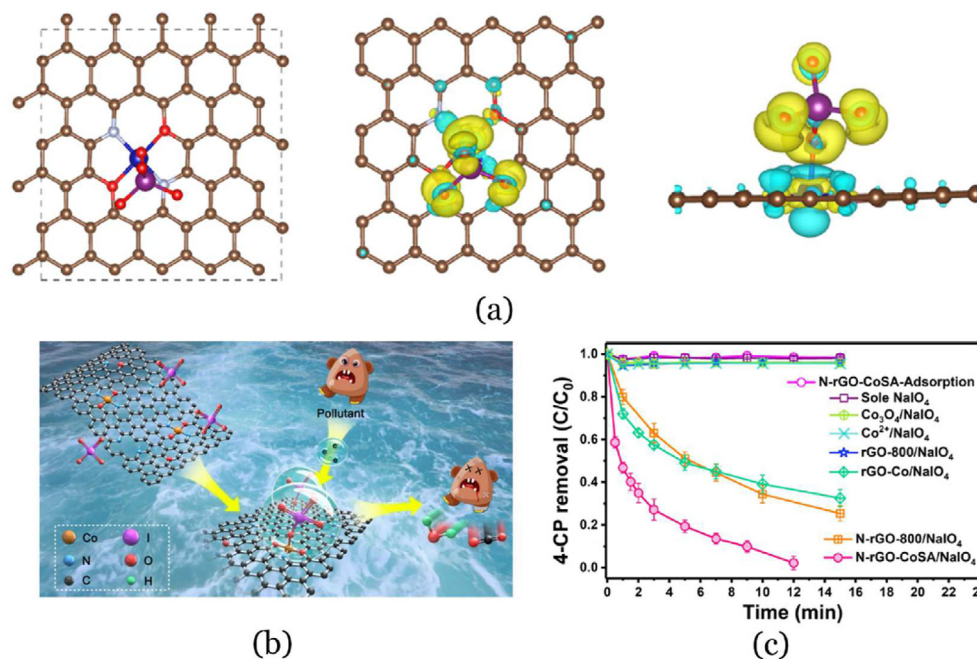 (a)
Pollutant
Co
I
N
O
C
H
(b)
4-CP removal (C/C₀)
1.0
0.8
0.6
0.4
0.2
0.0
N-rGO-CoSA-Adsorption
Sole NaIO₄
Co₃O₄/NaIO₄
Co²⁺/NaIO₄
rGO-800/NaIO₄
rGO-Co/NaIO₄
N-rGO-800/NaIO₄
N-rGO-CoSA/NaIO₄
0 2 4 6 8 10 12 14 16 18 20 22 24
Time (min)
(c)